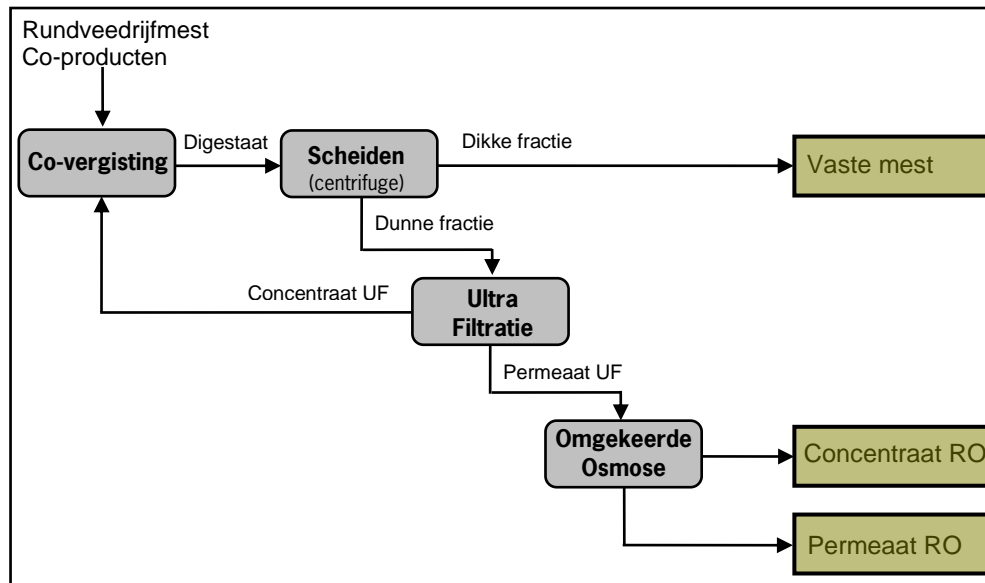 Rundveedrijfmest
Co-producten
Co-vergisting
Digestaat
Scheiden
(centrifuge)
Dikke fractie
Vaste mest
Dunne fractie
Concentraat UF
Ultra
Filtratie
Permeaat UF
Omgekeerde
Osmose
Concentraat RO
Permeaat RO